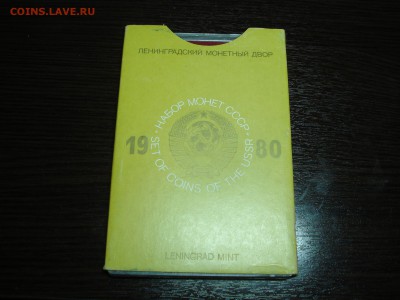 COINS.LAVE.RU
ЛЕНИНГРАДСКИЙ МОНЕТНЫЙ ДВОР
· НАБОР МОНЕТ СССР ·
19 80
SET OF COINS OF THE USSR
LENINGRAD MINT